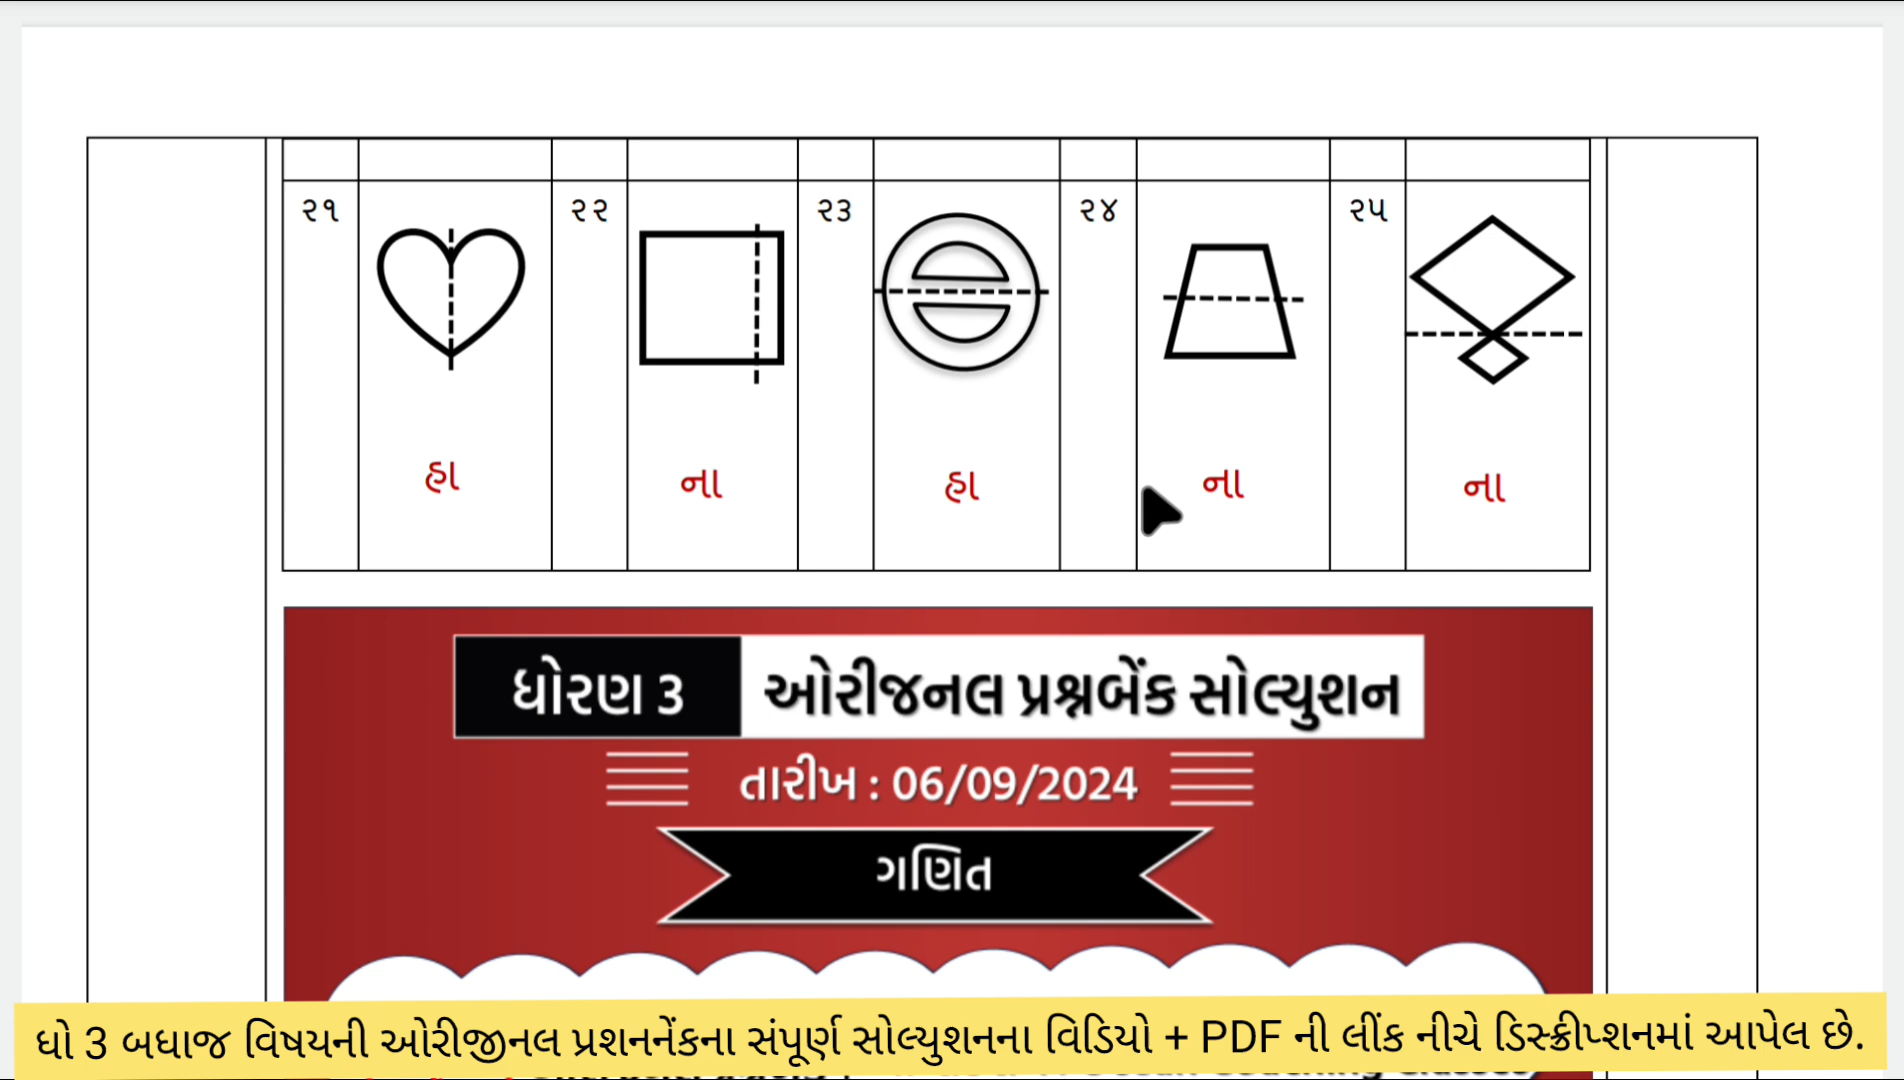 ૨૧ ૨૨ ૨૩ ૨૪ ૨૫
હા ના હા ના ના
ધોરણ 3 ઓરીજનલ પ્રશ્નબેંક સોલ્યુશન
તારીખ : 06/09/2024
ગણિત
ધો 3 બધાજ વિષયની ઓરીજીનલ પ્રશનનેંકના સંપૂર્ણ સોલ્યુશનના વિડિયો + PDF ની લીંક નીચે ડિસ્ક્રીપ્શનમાં આપેલ છે.